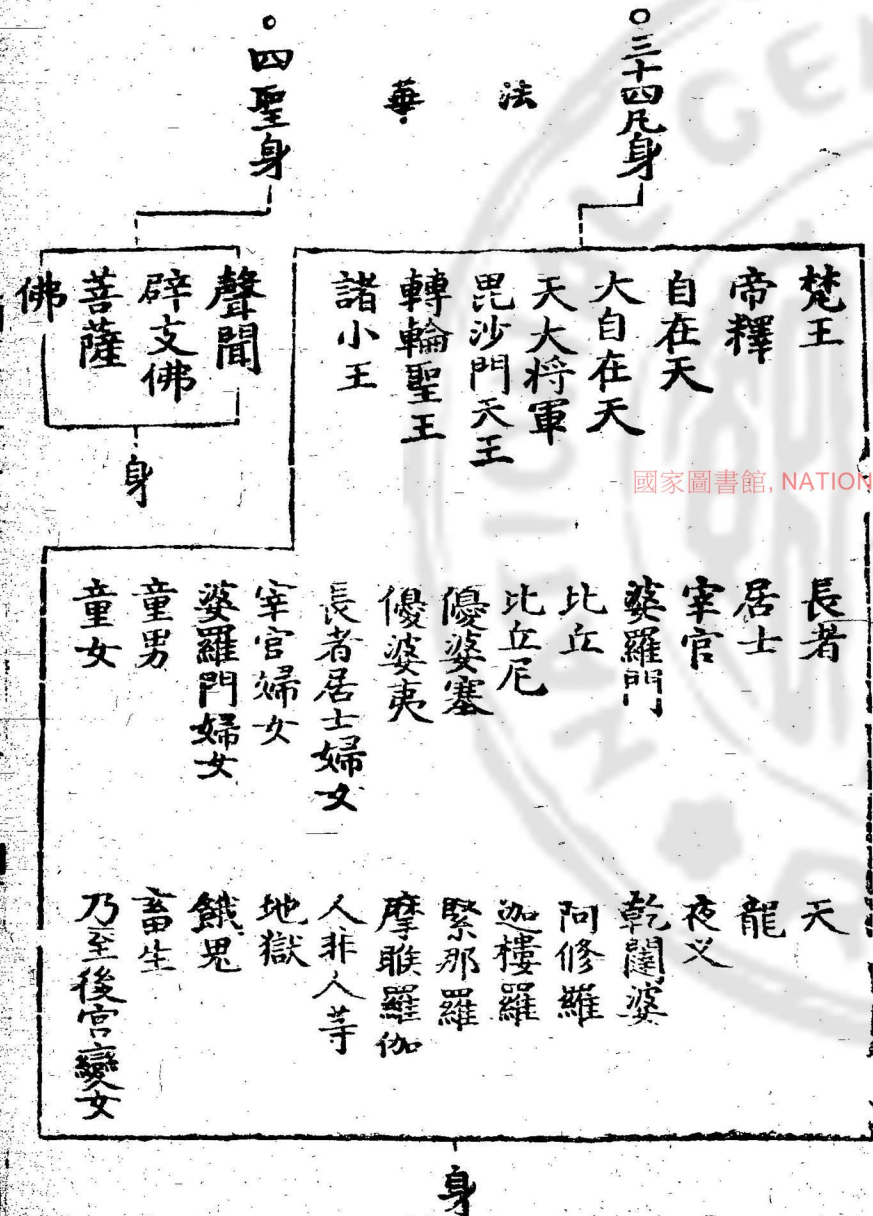 ○三十四凡身
法
華
○四聖身
梵王
帝釋
自在天
大自在天
天大将軍
毘沙門天王
轉輪聖王
諸小王
長者
居士
宰官
婆羅門
比丘
比丘尼
優婆塞
優婆夷
長者居士婦女
宰官婦女
婆羅門婦女
童男
童女
天
龍
夜义
乾闥婆
阿修羅
迦樓羅
緊那羅
摩睺羅伽
人非人等
地獄
餓鬼
畜生
乃至後宮變女
身
聲聞
辟支佛
菩薩
佛
身
國家圖書館, NATION